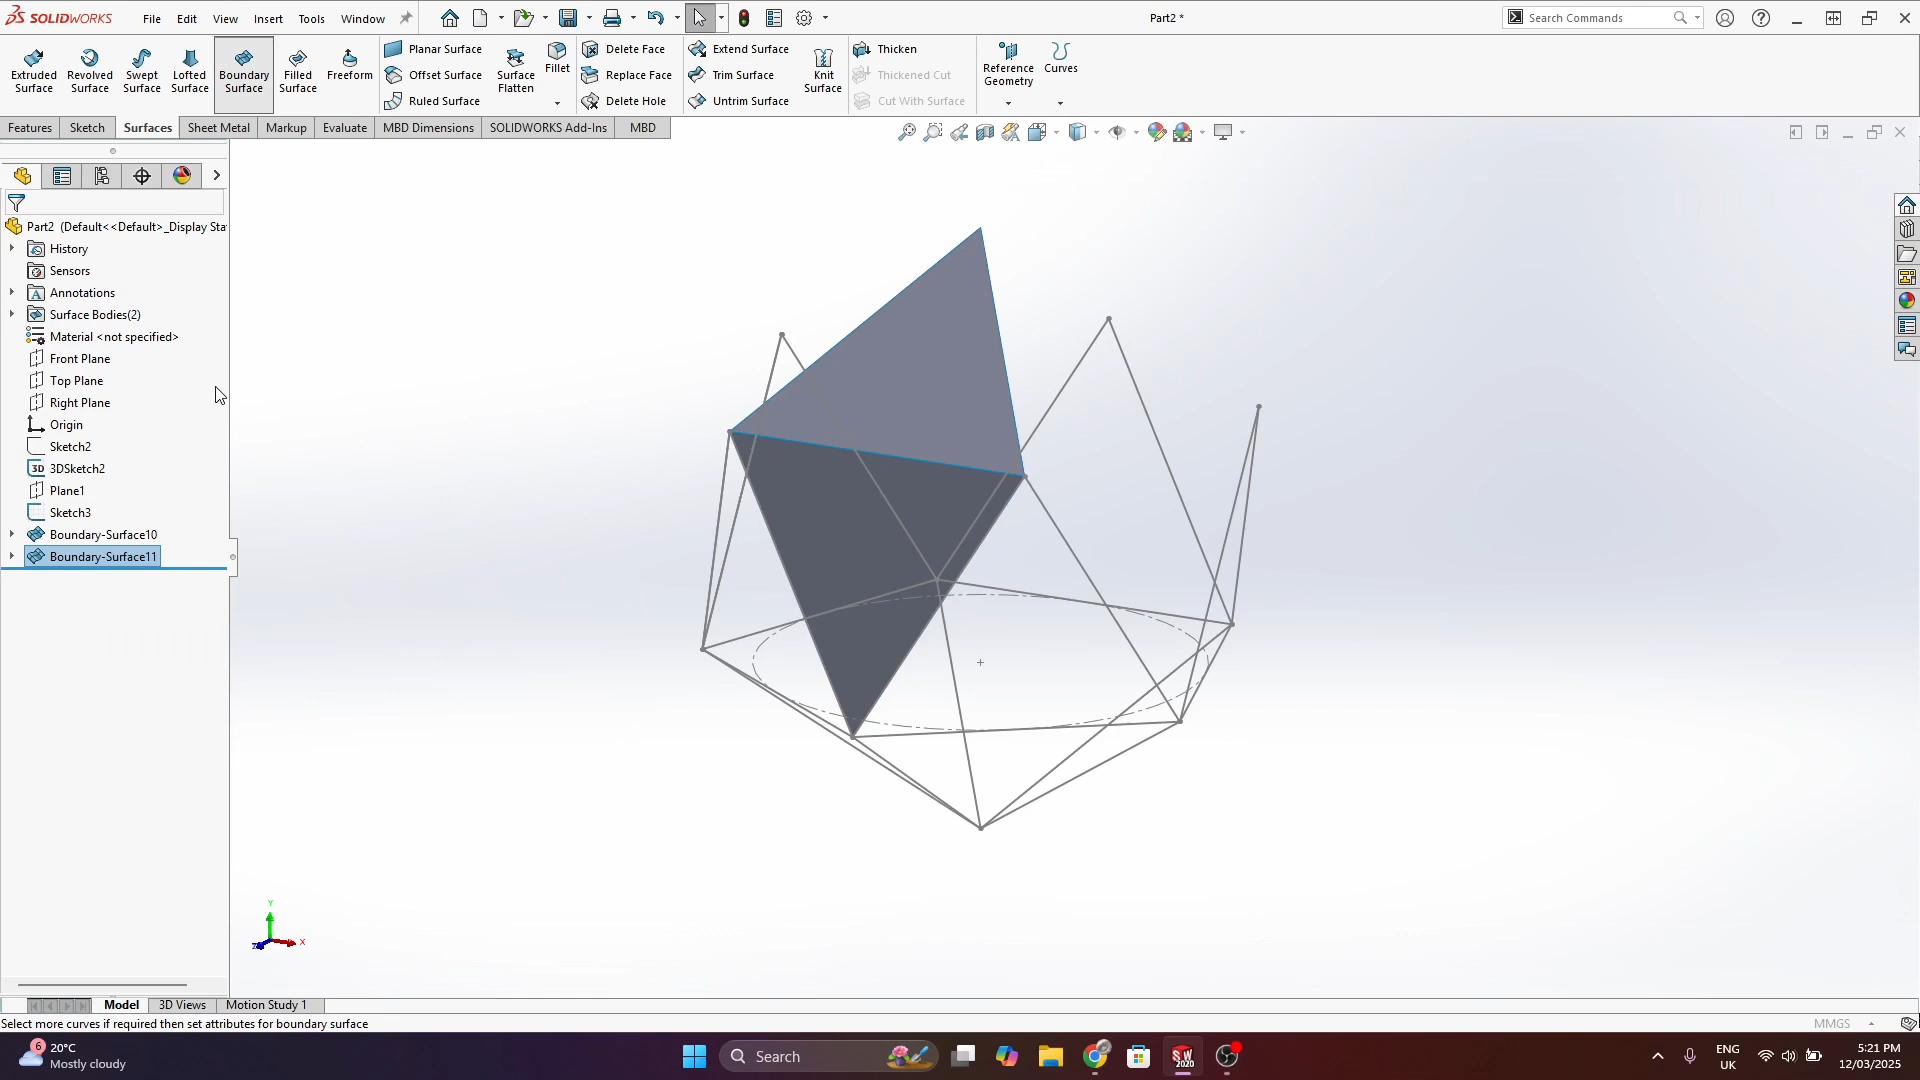 SOLIDWORKS File Edit View Insert Tools Window Part2 * Search Commands
Extruded Surface
Revolved Surface
Swept Surface
Lofted Surface
Boundary Surface
Filled Surface
Freeform
Planar Surface
Offset Surface
Ruled Surface
Surface Flatten
Fillet
Delete Face
Replace Face
Delete Hole
Extend Surface
Trim Surface
Untrim Surface
Knit Surface
Thicken
Thickened Cut
Cut With Surface
Reference Geometry
Curves
Features Sketch Surfaces Sheet Metal Markup Evaluate MBD Dimensions SOLIDWORKS Add-Ins MBD
Part2 (Default<<Default>_Display Sta
History
Sensors
Annotations
Surface Bodies(2)
Material <not specified>
Front Plane
Top Plane
Right Plane
Origin
Sketch2
3D 3DSketch2
Plane1
Sketch3
Boundary-Surface10
Boundary-Surface11
Y
X
Z
Model 3D Views Motion Study 1
Select more curves if required then set attributes for boundary surface MMGS
6 20°C
Mostly cloudy
Search
SW 2020
ENG
UK
5:21 PM
12/03/2025